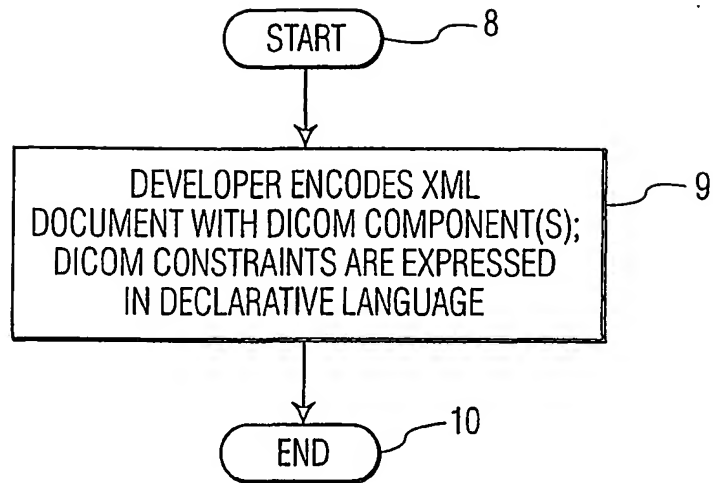 START
8
DEVELOPER ENCODES XML
DOCUMENT WITH DICOM COMPONENT(S);
DICOM CONSTRAINTS ARE EXPRESSED
IN DECLARATIVE LANGUAGE
9
END
10